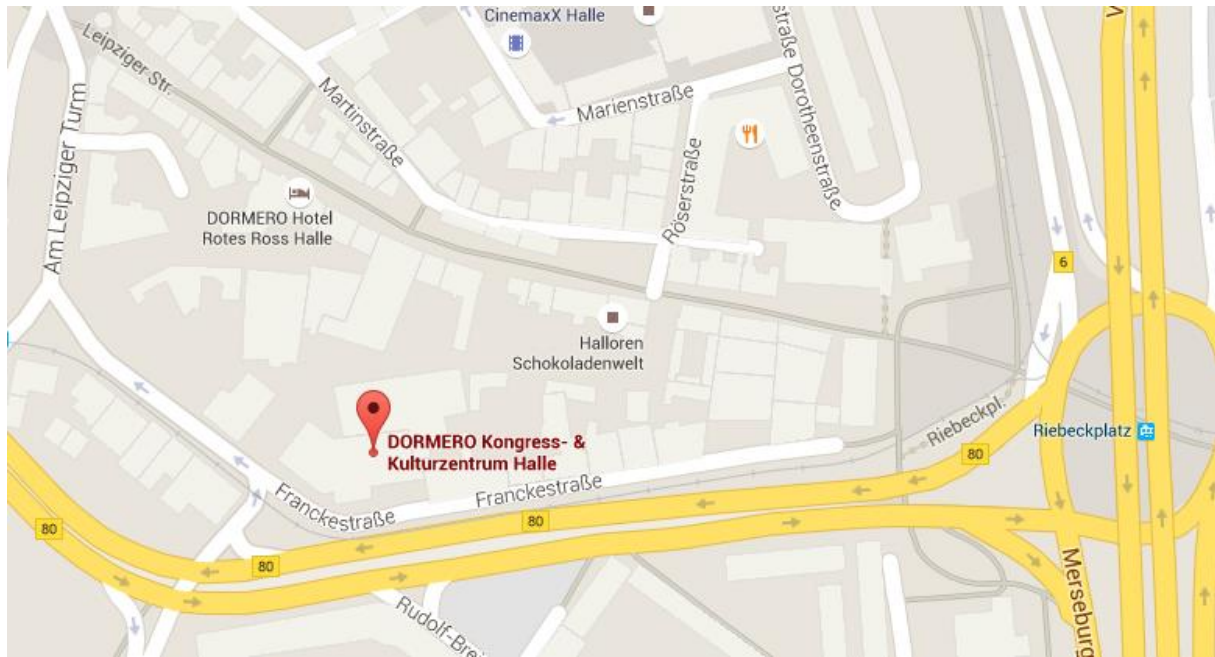 CinemaxX Halle
Leipziger Str.
Martinstraße
Marienstraße
straße Dorotheenstraße
Am Leipziger Turm
Röserstraße
DORMERO Hotel
Rotes Ross Halle
6
Halloren
Schokoladenwelt
DORMERO Kongress- &
Kulturzentrum Halle
Riebeckpl.
Riebeckplatz
80
Franckestraße
Franckestraße
80
80
80
Rudolf-Brei
Merseburg